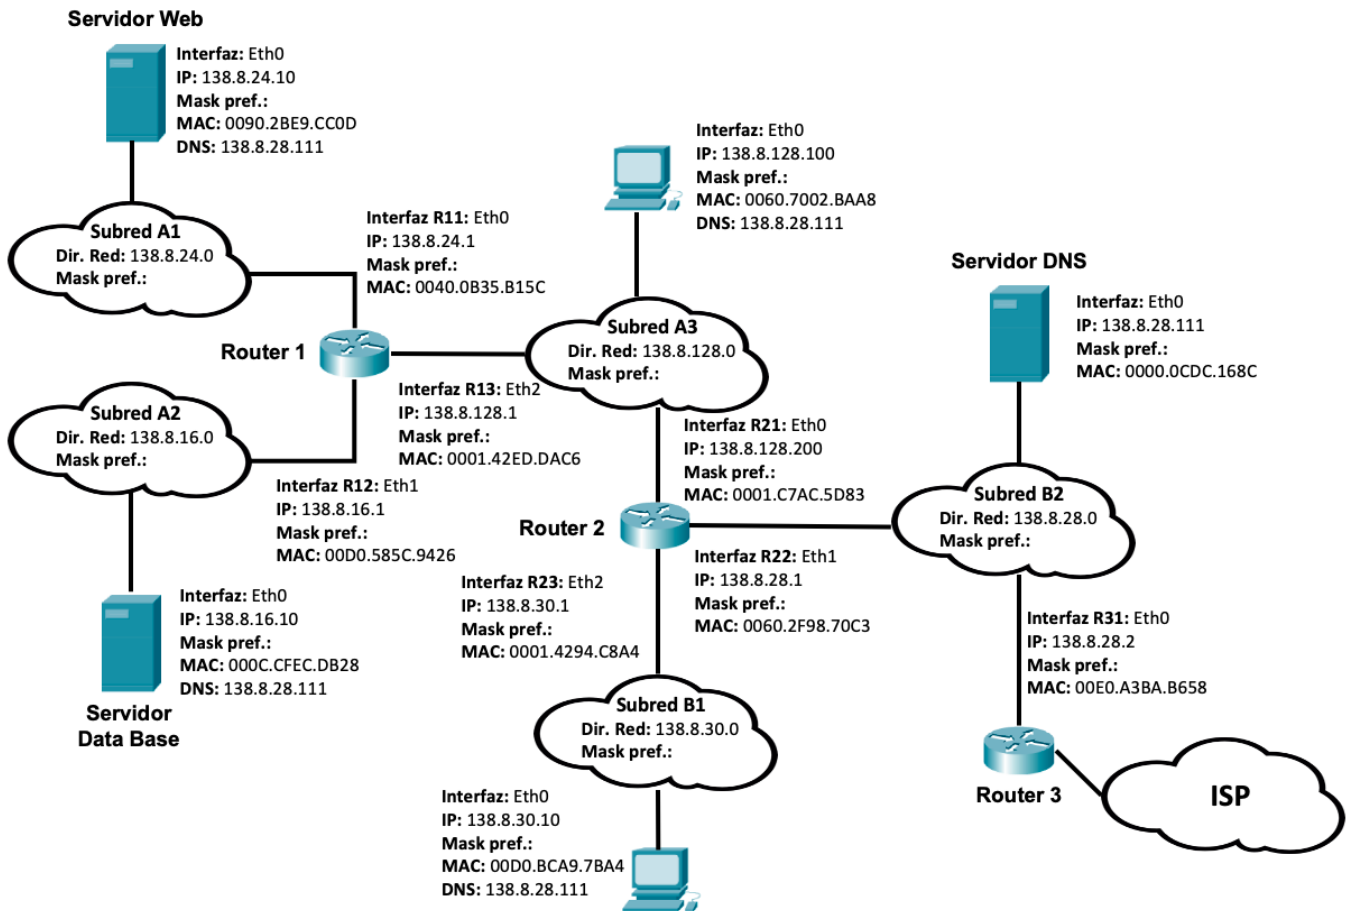 Servidor Web
Interfaz: Eth0
IP: 138.8.24.10
Mask pref.:
MAC: 0090.2BE9.CC0D
DNS: 138.8.28.111
Subred A1
Dir. Red: 138.8.24.0
Mask pref.:
Interfaz R11: Eth0
IP: 138.8.24.1
Mask pref.:
MAC: 0040.0B35.B15C
Router 1
Interfaz R13: Eth2
IP: 138.8.128.1
Mask pref.:
MAC: 0001.42ED.DAC6
Subred A2
Dir. Red: 138.8.16.0
Mask pref.:
Interfaz R12: Eth1
IP: 138.8.16.1
Mask pref.:
MAC: 00D0.585C.9426
Interfaz: Eth0
IP: 138.8.16.10
Mask pref.:
MAC: 000C.CFEC.DB28
DNS: 138.8.28.111
Servidor
Data Base
Interfaz: Eth0
IP: 138.8.128.100
Mask pref.:
MAC: 0060.7002.BAA8
DNS: 138.8.28.111
Subred A3
Dir. Red: 138.8.128.0
Mask pref.:
Interfaz R21: Eth0
IP: 138.8.128.200
Mask pref.:
MAC: 0001.C7AC.5D83
Router 2
Interfaz R22: Eth1
IP: 138.8.28.1
Mask pref.:
MAC: 0060.2F98.70C3
Interfaz R23: Eth2
IP: 138.8.30.1
Mask pref.:
MAC: 0001.4294.C8A4
Subred B1
Dir. Red: 138.8.30.0
Mask pref.:
Interfaz: Eth0
IP: 138.8.30.10
Mask pref.:
MAC: 00D0.BCA9.7BA4
DNS: 138.8.28.111
Servidor DNS
Interfaz: Eth0
IP: 138.8.28.111
Mask pref.:
MAC: 0000.0CDC.168C
Subred B2
Dir. Red: 138.8.28.0
Mask pref.:
Interfaz R31: Eth0
IP: 138.8.28.2
Mask pref.:
MAC: 00E0.A3BA.B658
Router 3
ISP